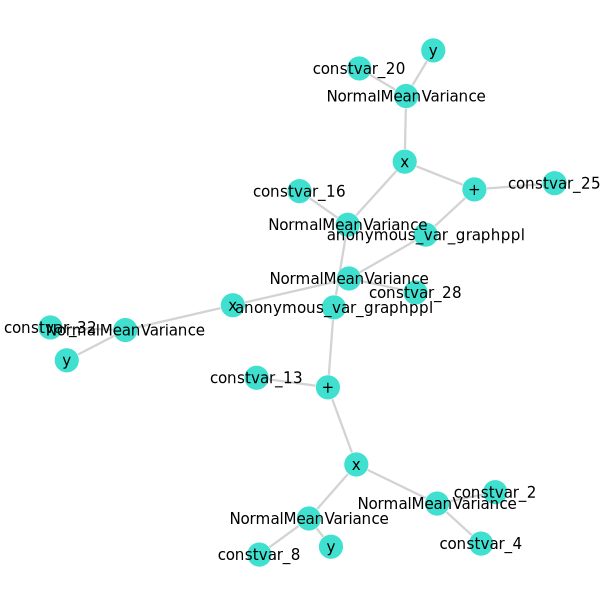 y
constvar_20
NormalMeanVariance
x
constvar_25
+
constvar_16
NormalMeanVariance
anonymous_var_graphppl
NormalMeanVariance
constvar_28
x
anonymous_var_graphppl
constvar_32
NormalMeanVariance
y
constvar_13
+
x
constvar_2
NormalMeanVariance
NormalMeanVariance
constvar_4
y
constvar_8